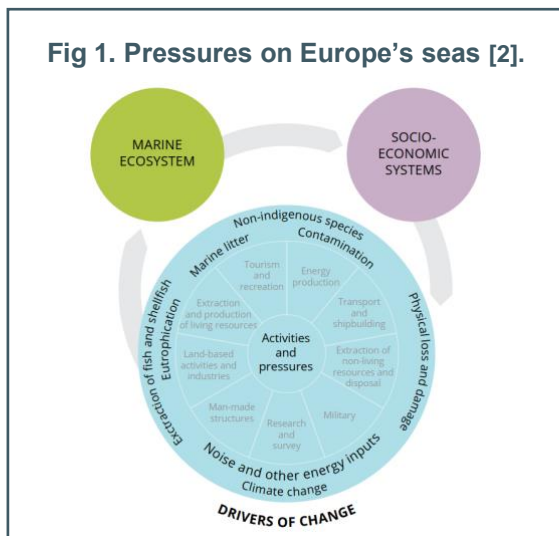 Fig 1. Pressures on Europe’s seas [2].
MARINE
ECOSYSTEM
SOCIO-
ECONOMIC
SYSTEMS
Non-indigenous species
Marine litter
Contamination
Tourism
and
recreation
Energy
production
Extraction
and production
of living resources
Transport
and
shipbuilding
Extraction of fish and shellfish
Eutrophication
Physical loss and damage
Activities
and
pressures
Land-based
activities and
industries
Extraction of
non-living
resources and
disposal
Man-made
structures
Research
and
survey
Military
Noise and other energy inputs
Climate change
DRIVERS OF CHANGE